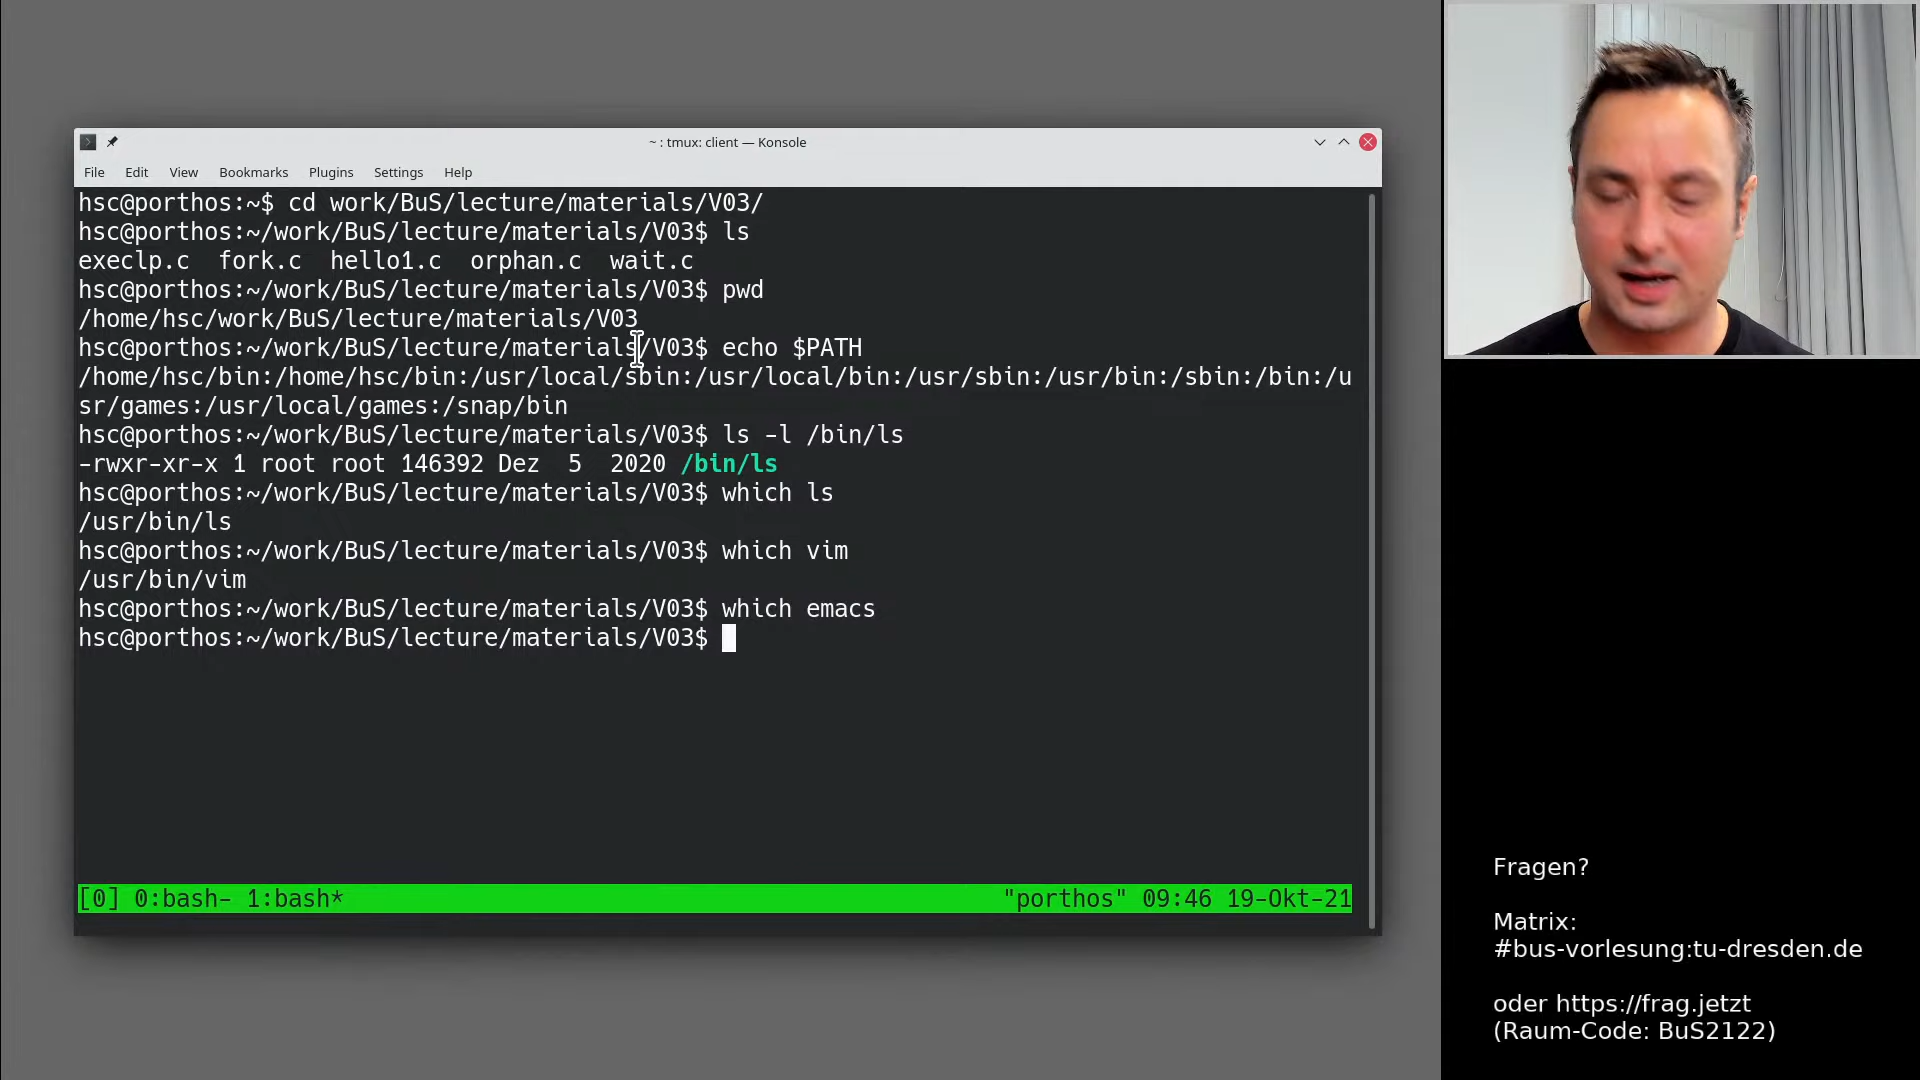 ~ : tmux: client — Konsole
File Edit View Bookmarks Plugins Settings Help
hsc@porthos:~$ cd work/BuS/lecture/materials/V03/
hsc@porthos:~/work/BuS/lecture/materials/V03$ ls
execlp.c  fork.c  hello1.c  orphan.c  wait.c
hsc@porthos:~/work/BuS/lecture/materials/V03$ pwd
/home/hsc/work/BuS/lecture/materials/V03
hsc@porthos:~/work/BuS/lecture/materials/V03$ echo $PATH
/home/hsc/bin:/home/hsc/bin:/usr/local/sbin:/usr/local/bin:/usr/sbin:/usr/bin:/sbin:/bin:/u
sr/games:/usr/local/games:/snap/bin
hsc@porthos:~/work/BuS/lecture/materials/V03$ ls -l /bin/ls
-rwxr-xr-x 1 root root 146392 Dez  5  2020 /bin/ls
hsc@porthos:~/work/BuS/lecture/materials/V03$ which ls
/usr/bin/ls
hsc@porthos:~/work/BuS/lecture/materials/V03$ which vim
/usr/bin/vim
hsc@porthos:~/work/BuS/lecture/materials/V03$ which emacs
hsc@porthos:~/work/BuS/lecture/materials/V03$
[0] 0:bash- 1:bash* "porthos" 09:46 19-Okt-21
Fragen?
Matrix:
#bus-vorlesung:tu-dresden.de
oder https://frag.jetzt
(Raum-Code: BuS2122)